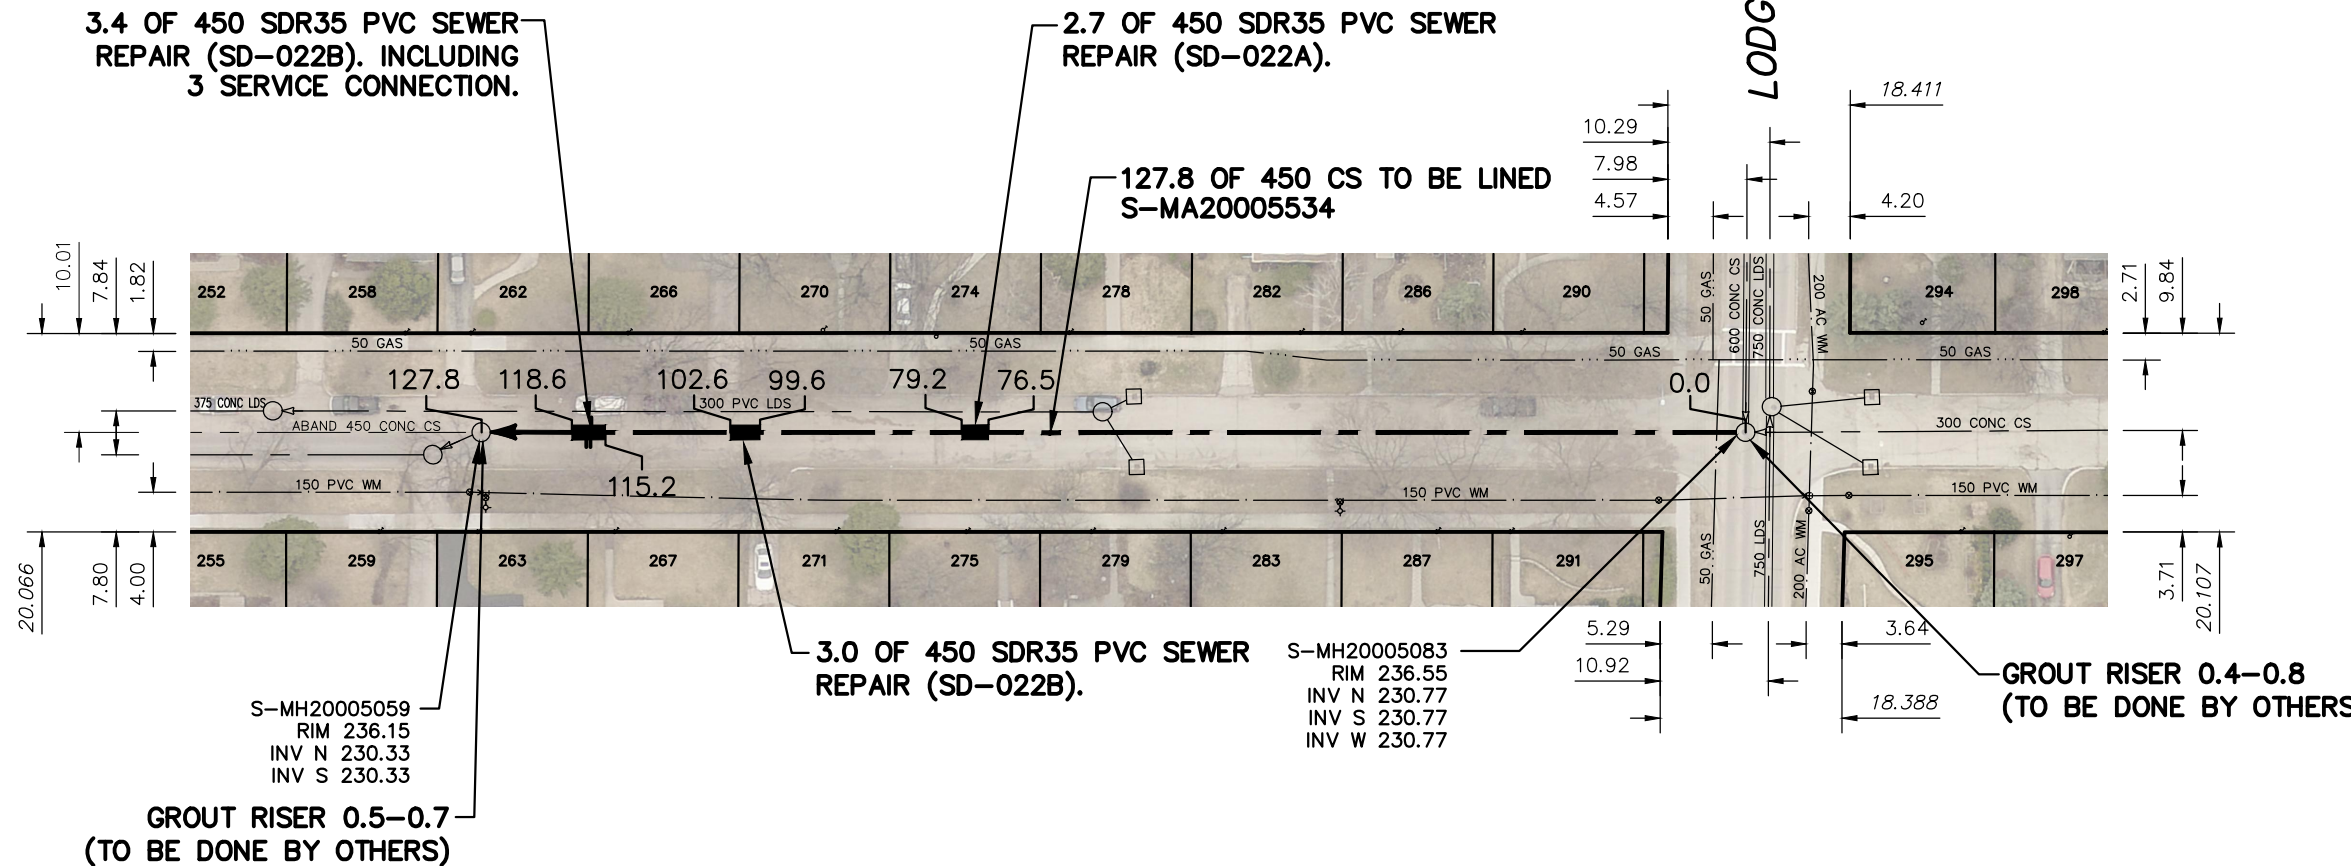 3.4 OF 450 SDR35 PVC SEWER
REPAIR (SD-022B). INCLUDING
3 SERVICE CONNECTION.
2.7 OF 450 SDR35 PVC SEWER
REPAIR (SD-022A).
127.8 OF 450 CS TO BE LINED
S-MA20005534
LODG
18.411
10.29
7.98
4.57
4.20
10.01
7.84
1.82
2.71
9.84
252
258
262
266
270
274
278
282
286
290
294
298
50 GAS
600 CONC CS
750 CONC LDS
200 AC WM
50 GAS
50 GAS
50 GAS
50 GAS
127.8
118.6
102.6
99.6
79.2
76.5
0.0
375 CONC LDS
300 PVC LDS
ABAND 450 CONC CS
300 CONC CS
115.2
150 PVC WM
150 PVC WM
150 PVC WM
50 GAS
750 LDS
200 AC WM
255
259
263
267
271
275
279
283
287
291
295
297
20.066
7.80
4.00
3.71
20.107
5.29
10.92
3.64
18.388
3.0 OF 450 SDR35 PVC SEWER
REPAIR (SD-022B).
S-MH20005083
RIM 236.55
INV N 230.77
INV S 230.77
INV W 230.77
GROUT RISER 0.4-0.8
(TO BE DONE BY OTHERS
S-MH20005059
RIM 236.15
INV N 230.33
INV S 230.33
GROUT RISER 0.5-0.7
(TO BE DONE BY OTHERS)